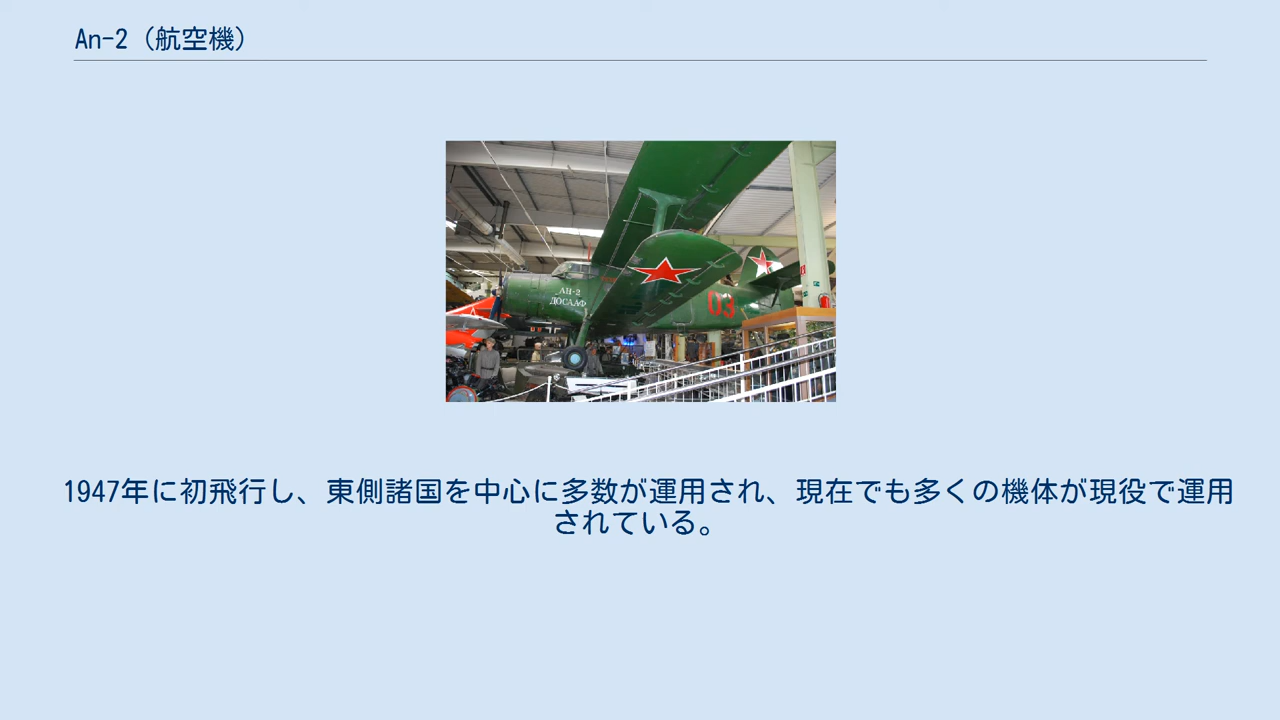 An-2（航空機）
АН-2
ДОСААФ
03
1947年に初飛行し、東側諸国を中心に多数が運用され、現在でも多くの機体が現役で運用
されている。